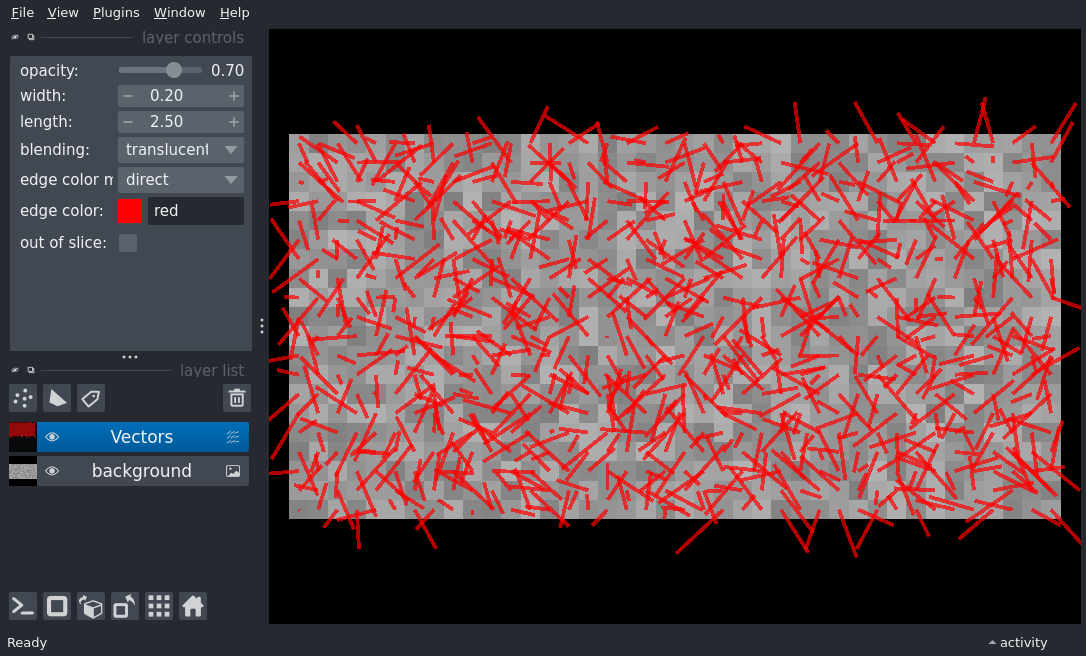 File View Plugins Window Help
layer controls
opacity: 0.70
width: − 0.20 +
length: − 2.50 +
blending: translucent
edge color m direct
edge color: red
out of slice:
layer list
Vectors
background
Ready
activity